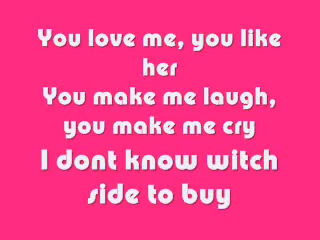 You love me, you like
her
You make me laugh,
you make me cry
I dont know witch
side to buy